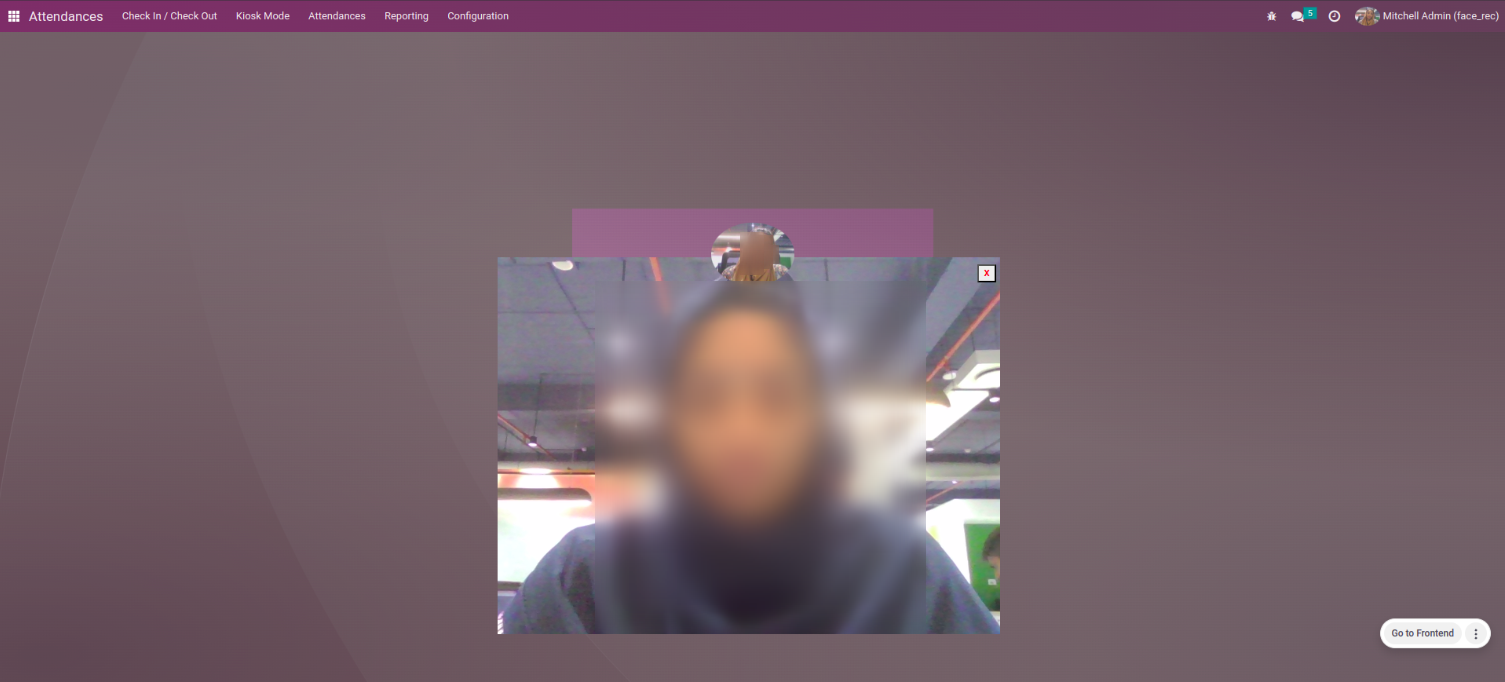 Attendances Check In / Check Out Kiosk Mode Attendances Reporting Configuration 5 Mitchell Admin (face_rec)
X
Go to Frontend